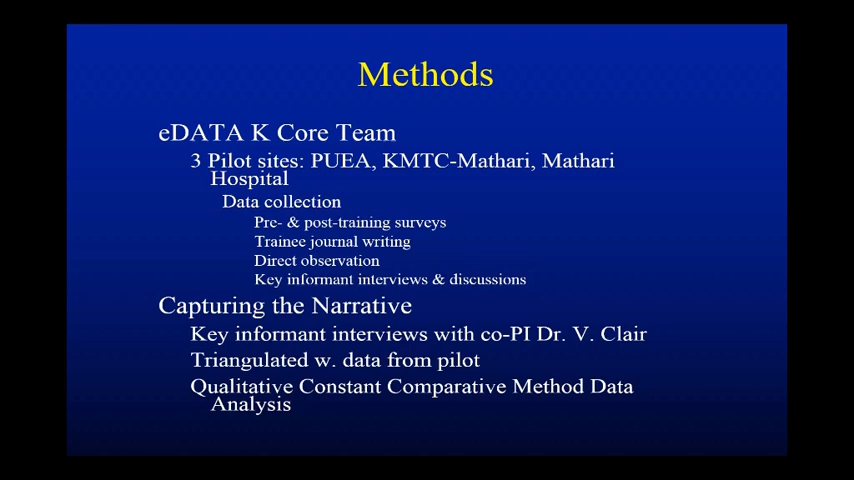 Methods
eDATA K Core Team
3 Pilot sites: PUEA, KMTC-Mathari, Mathari
Hospital
Data collection
Pre- & post-training surveys
Trainee journal writing
Direct observation
Key informant interviews & discussions
Capturing the Narrative
Key informant interviews with co-PI Dr. V. Clair
Triangulated w. data from pilot
Qualitative Constant Comparative Method Data
Analysis